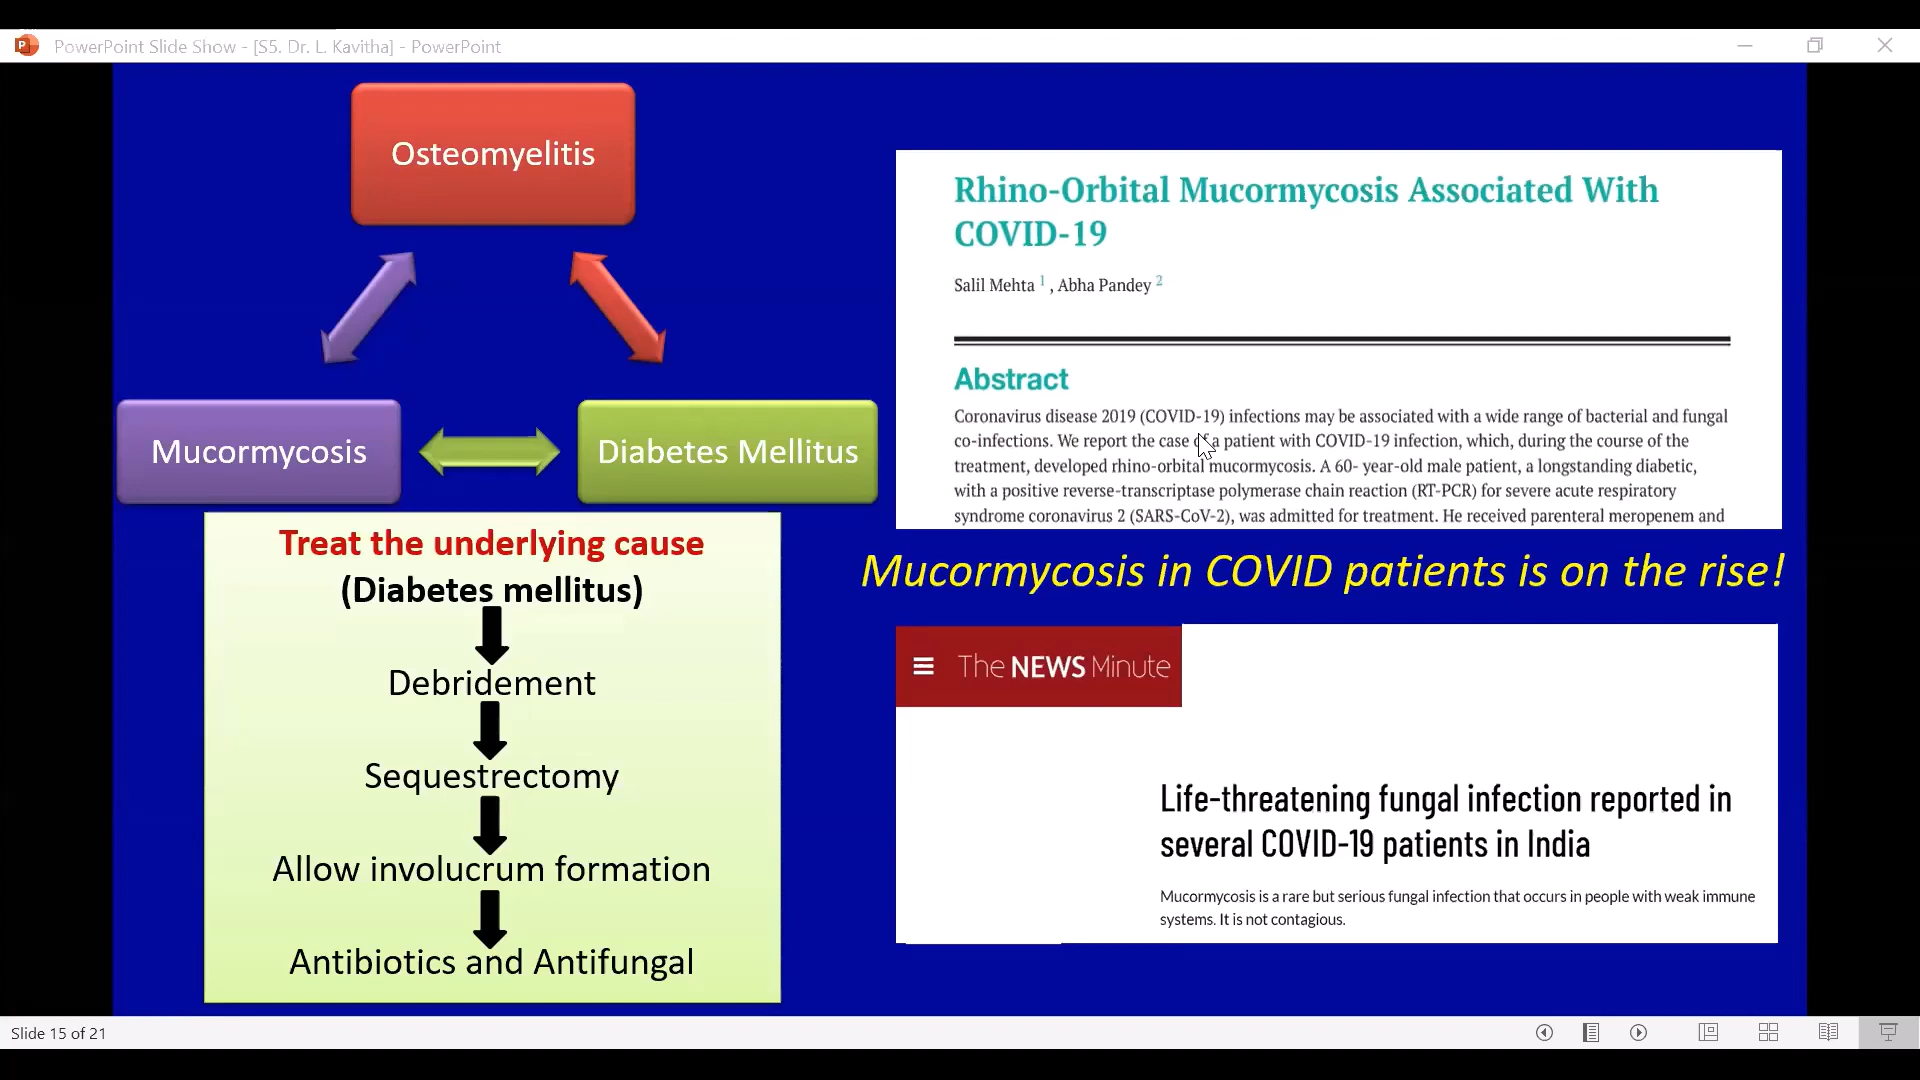 PowerPoint Slide Show - [S5. Dr. L. Kavitha] - PowerPoint
Osteomyelitis
Mucormycosis
Diabetes Mellitus
Treat the underlying cause
(Diabetes mellitus)
Debridement
Sequestrectomy
Allow involucrum formation
Antibiotics and Antifungal
Rhino-Orbital Mucormycosis Associated With
COVID-19
Salil Mehta 1 , Abha Pandey 2
Abstract
Coronavirus disease 2019 (COVID-19) infections may be associated with a wide range of bacterial and fungal
co-infections. We report the case of a patient with COVID-19 infection, which, during the course of the
treatment, developed rhino-orbital mucormycosis. A 60- year-old male patient, a longstanding diabetic,
with a positive reverse-transcriptase polymerase chain reaction (RT-PCR) for severe acute respiratory
syndrome coronavirus 2 (SARS-CoV-2), was admitted for treatment. He received parenteral meropenem and
Mucormycosis in COVID patients is on the rise!
The NEWS Minute
Life-threatening fungal infection reported in
several COVID-19 patients in India
Mucormycosis is a rare but serious fungal infection that occurs in people with weak immune
systems. It is not contagious.
Slide 15 of 21